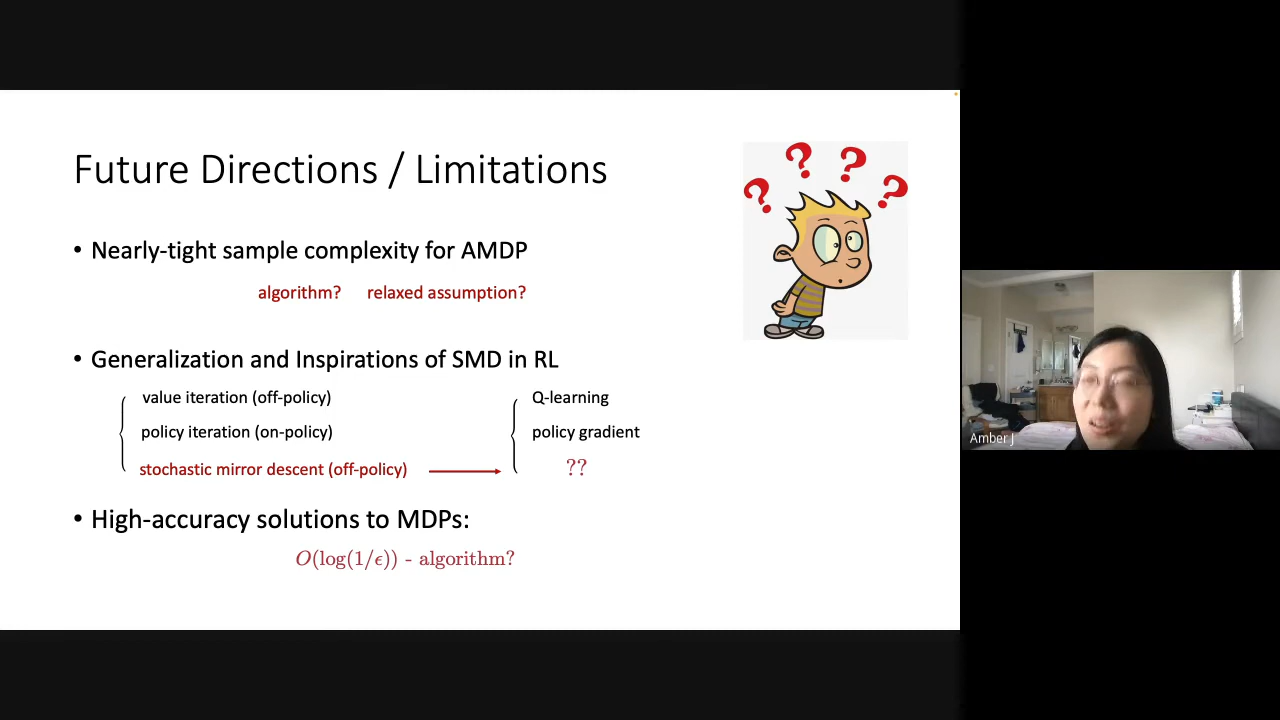 Future Directions / Limitations
? ? ? ?
• Nearly-tight sample complexity for AMDP
algorithm? relaxed assumption?
• Generalization and Inspirations of SMD in RL
value iteration (off-policy) Q-learning
policy iteration (on-policy) policy gradient
stochastic mirror descent (off-policy) ??
• High-accuracy solutions to MDPs:
O(log(1/ϵ)) - algorithm?
Amber J